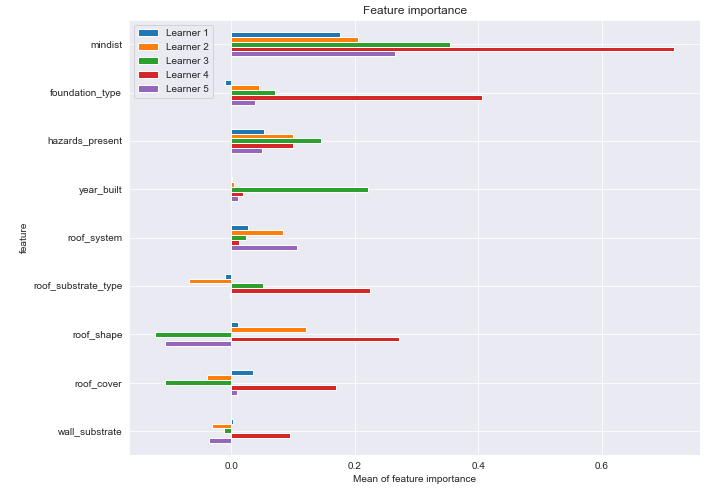 Feature importance
Learner 1
Learner 2
Learner 3
Learner 4
Learner 5
feature
mindist
foundation_type
hazards_present
year_built
roof_system
roof_substrate_type
roof_shape
roof_cover
wall_substrate
0.0 0.2 0.4 0.6
Mean of feature importance